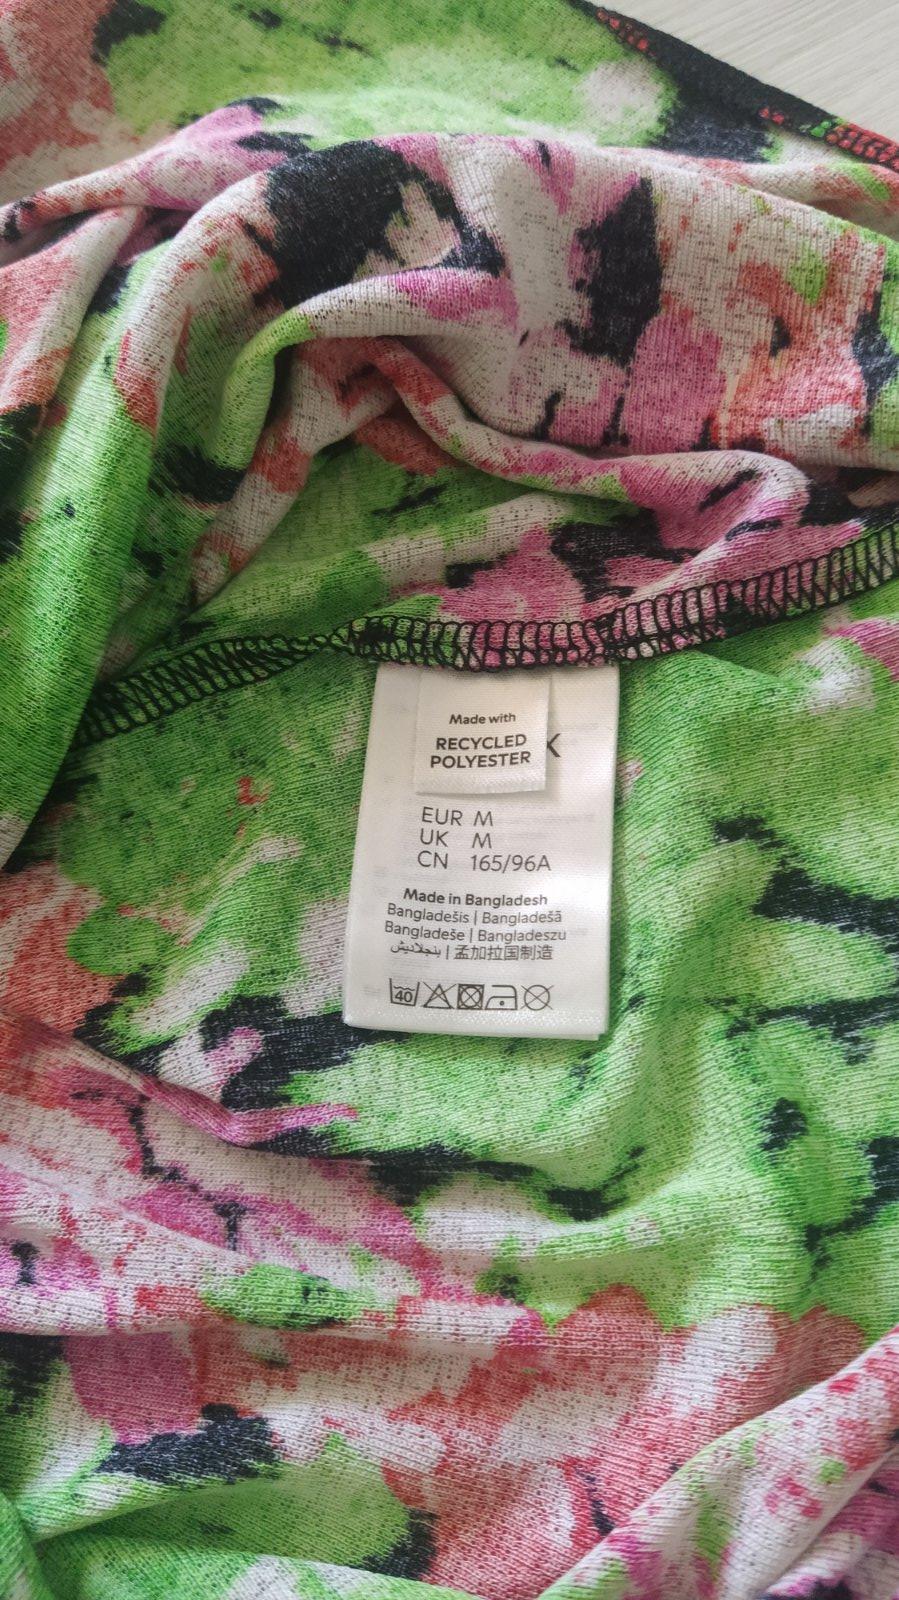 Made with
RECYCLED
POLYESTER
K
EUR M
UK M
CN 165/96A
Made in Bangladesh
Bangladešis | Bangladešā
Bangladeše | Bangladeszu
بنجلاديش | 孟加拉国制造
40